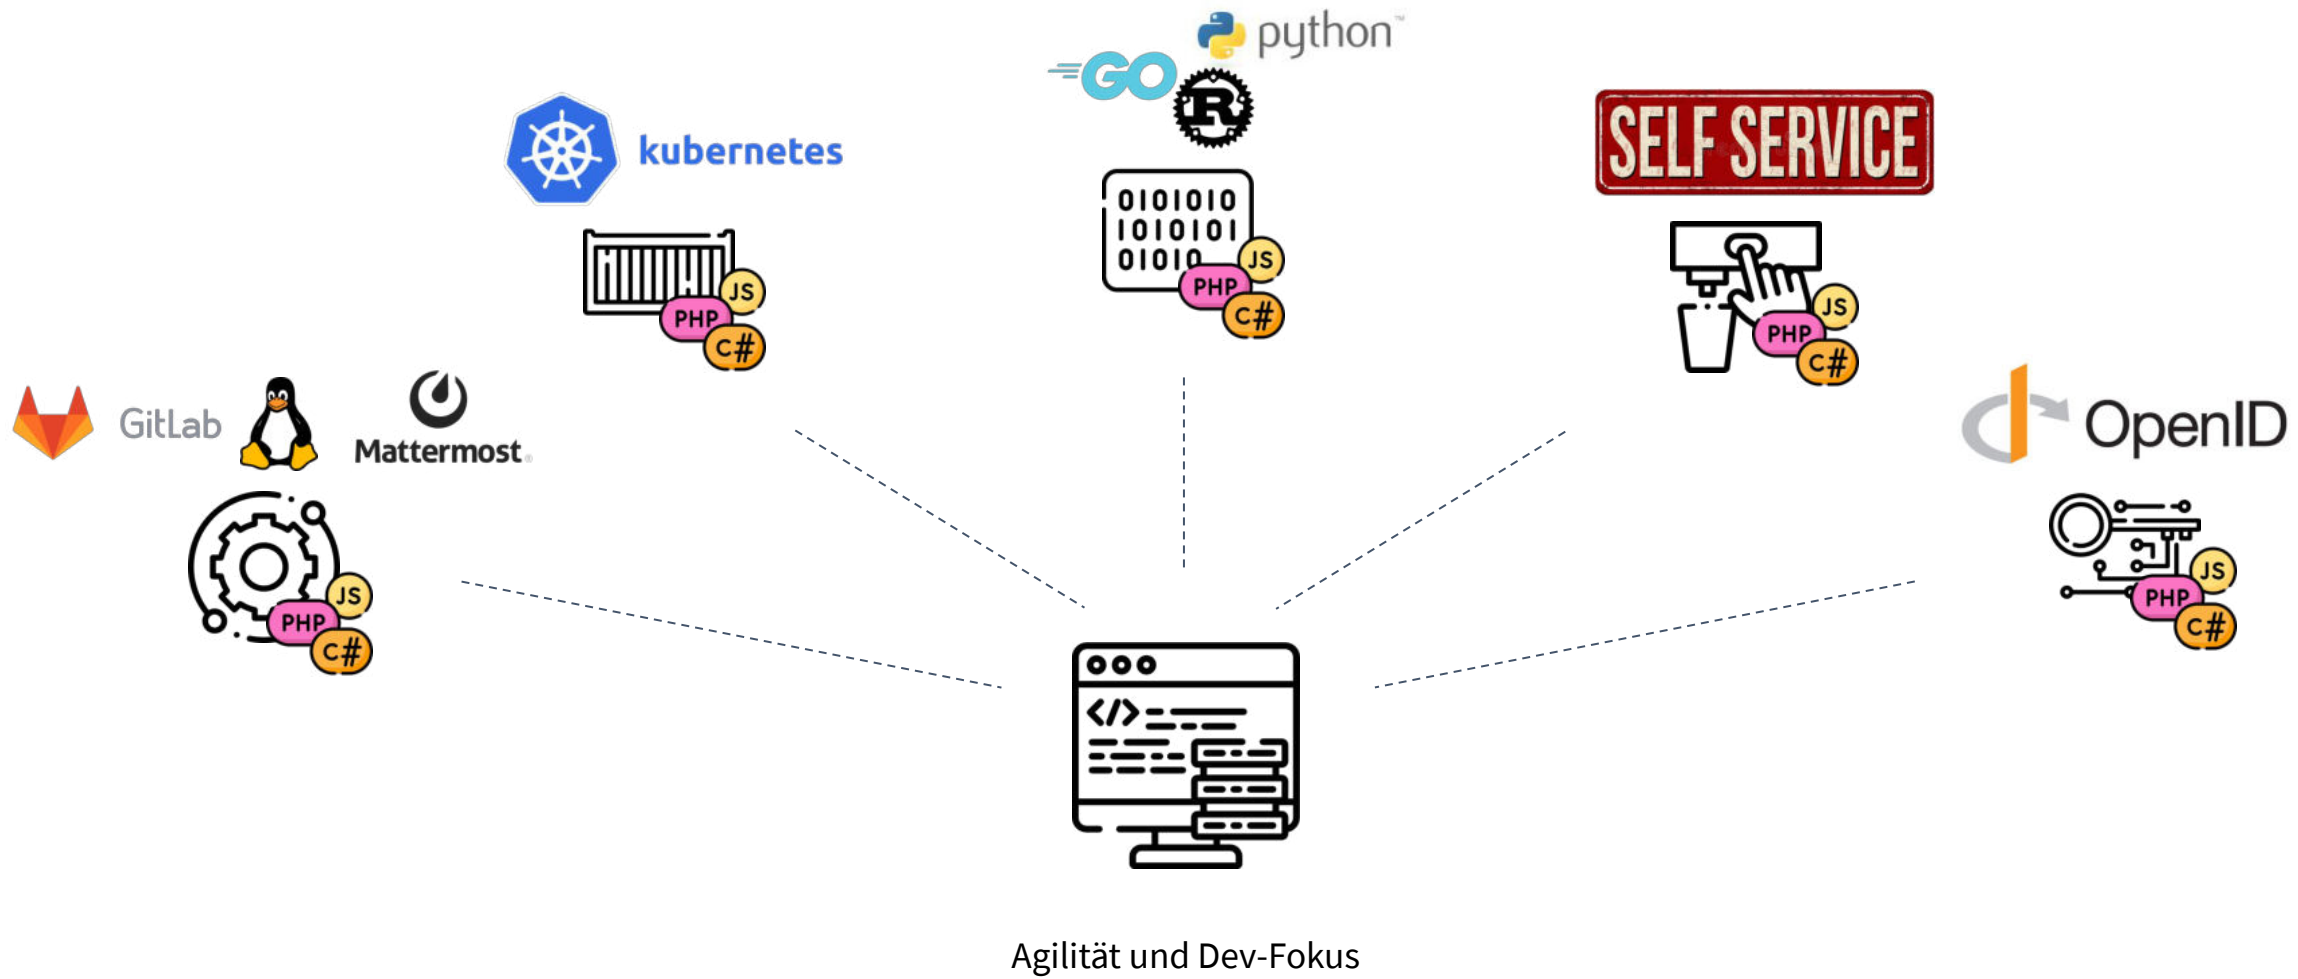 python™
GO
R
kubernetes
SELF SERVICE
0101010
1010101
01010
JS
PHP
C#
JS
PHP
C#
JS
PHP
C#
GitLab
Mattermost
OpenID
JS
PHP
C#
JS
PHP
C#
</>
Agilität und Dev-Fokus